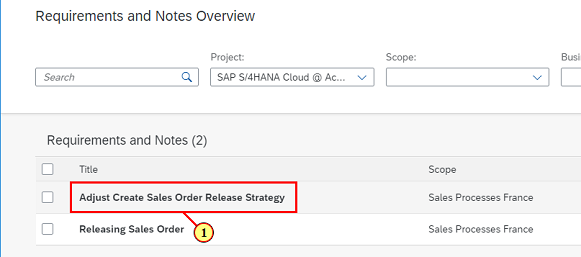 Requirements and Notes Overview
Project: Scope: Busi
Search SAP S/4HANA Cloud @ Ac...
Requirements and Notes (2)
Title Scope
Adjust Create Sales Order Release Strategy Sales Processes France
1
Releasing Sales Order Sales Processes France